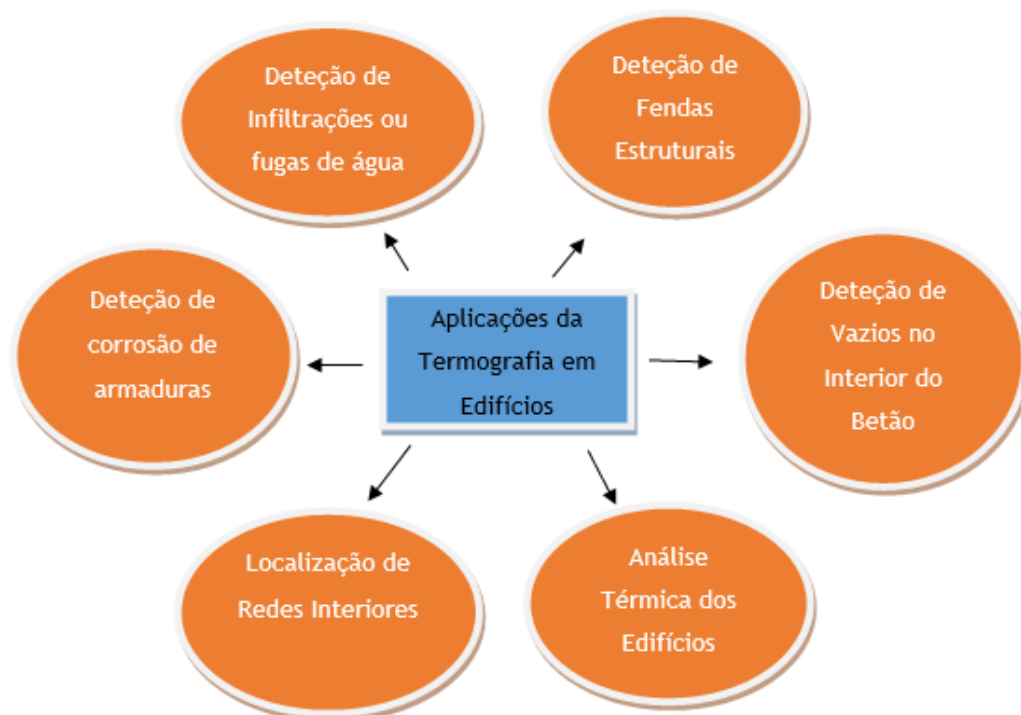 Deteção de
Infiltrações ou
fugas de água
Deteção de
Fendas
Estruturais
Deteção de
corrosão de
armaduras
Aplicações da
Termografia em
Edifícios
Deteção de
Vazios no
Interior do
Betão
Localização de
Redes Interiores
Análise
Térmica dos
Edifícios